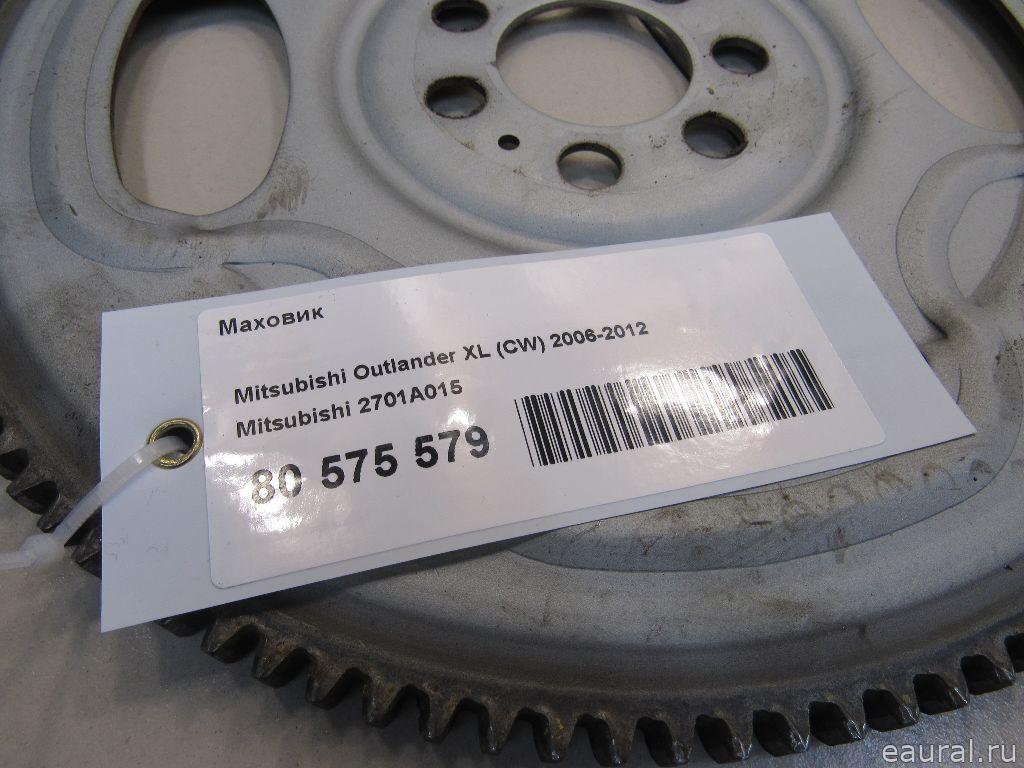 Маховик
Mitsubishi Outlander XL (CW) 2006-2012
Mitsubishi 2701A015
80 575 579
eaural.ru